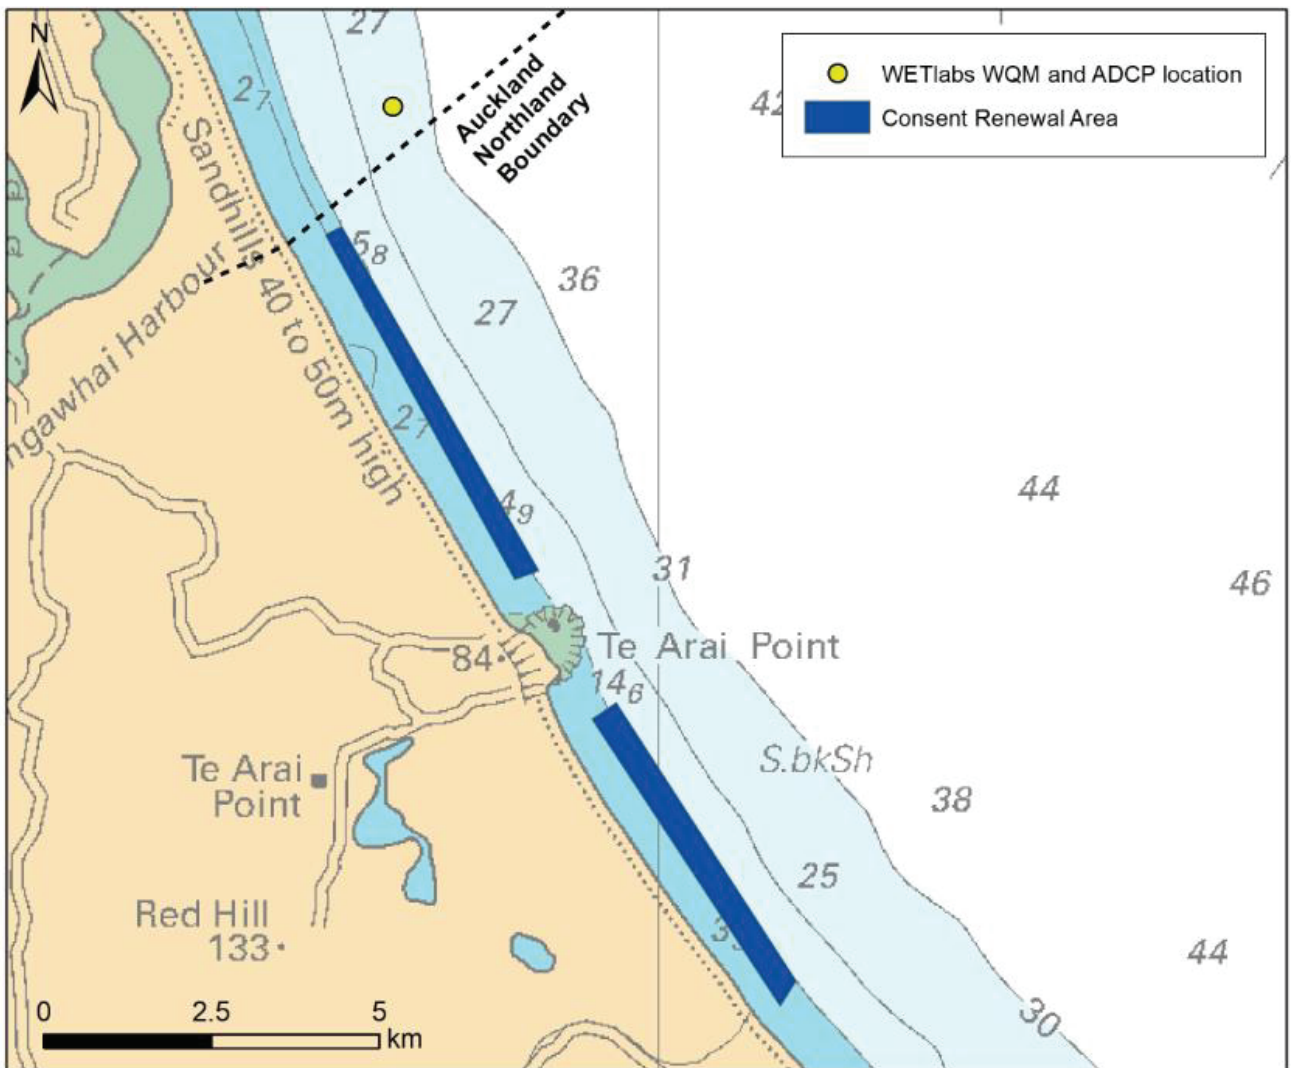 N
27
27
Auckland
Northland
Boundary
WETlabs WQM and ADCP location
Consent Renewal Area
42
Sandhills 40 to 50m high
58
36
27
ngawhai Harbour
27
49
44
31
46
Te Arai Point
84
146
S.bkSh
Te Arai
Point
38
25
Red Hill
133
44
30
0 2.5 5
km